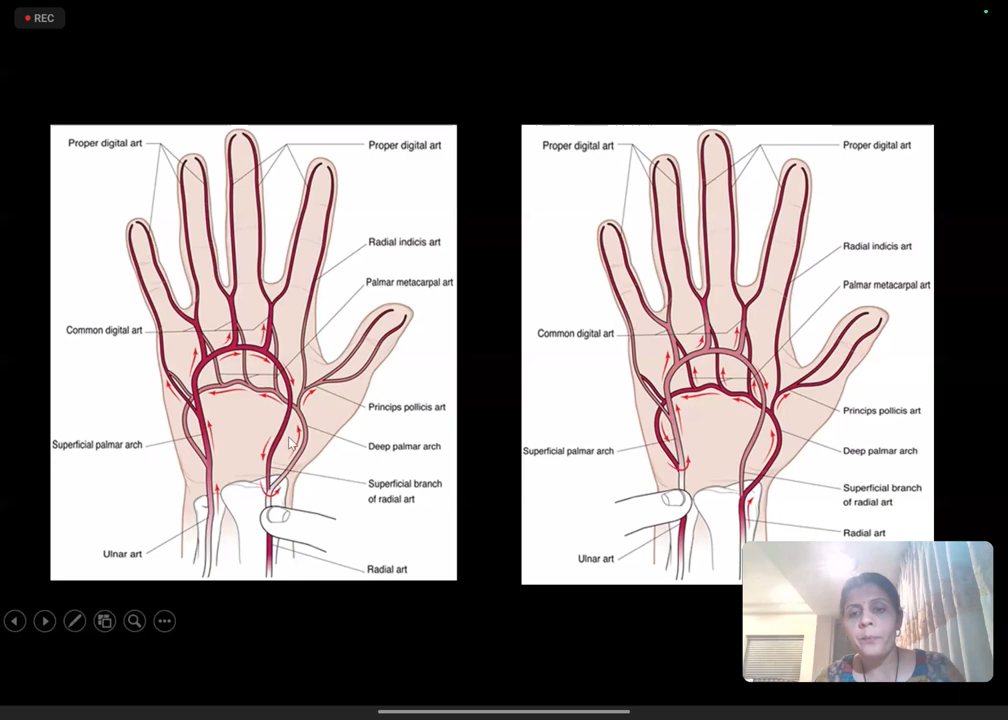 REC
Proper digital art
Proper digital art
Radial indicis art
Palmar metacarpal art
Common digital art
Princips pollicis art
Superficial palmar arch
Deep palmar arch
Superficial branch
of radial art
Ulnar art
Radial art
Proper digital art
Proper digital art
Radial indicis art
Palmar metacarpal art
Common digital art
Princips pollicis art
Superficial palmar arch
Deep palmar arch
Superficial branch
of radial art
Radial art
Ulnar art